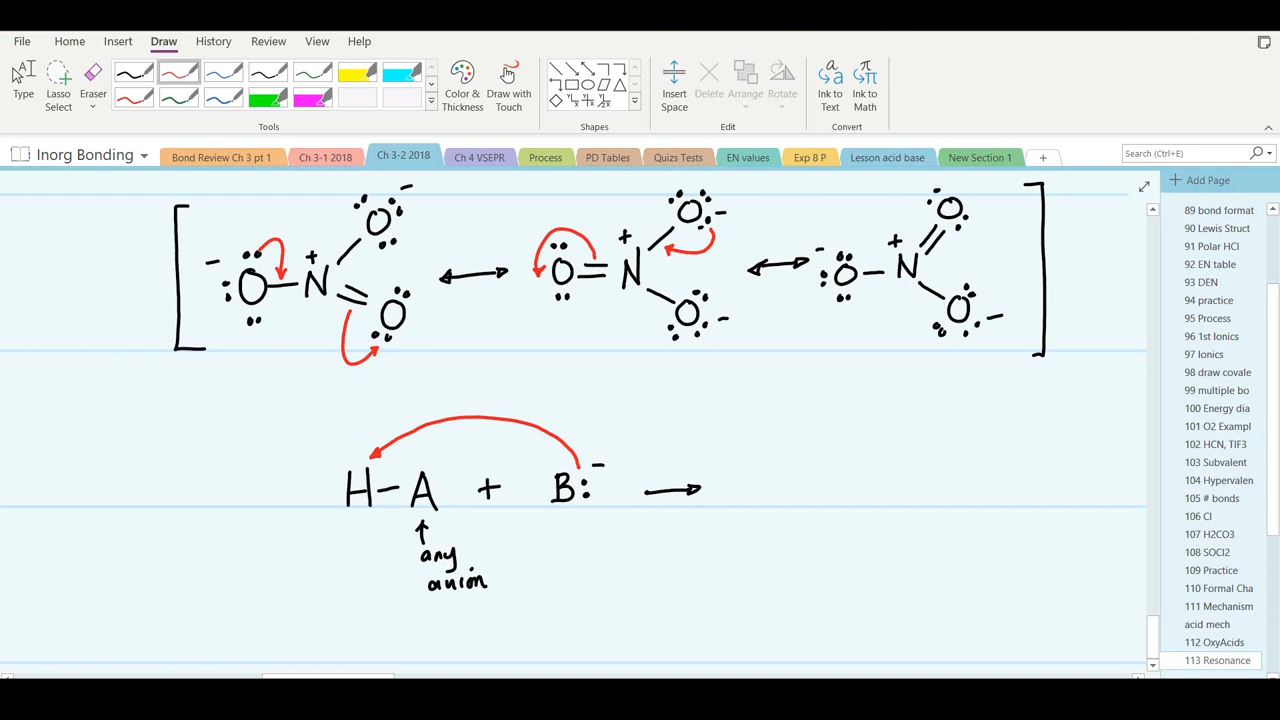 File Home Insert Draw History Review View Help
Type
Lasso Select
Eraser
Color & Thickness
Draw with Touch
Insert Space
Delete
Arrange
Rotate
Ink to Text
Ink to Math
Tools
Shapes
Edit
Convert
Inorg Bonding
Bond Review Ch 3 pt 1
Ch 3-1 2018
Ch 3-2 2018
Ch 4 VSEPR
Process
PD Tables
Quizs Tests
EN values
Exp 8 P
Lesson acid base
New Section 1
Search (Ctrl+E)
Add Page
89 bond format
90 Lewis Struct
91 Polar HCl
92 EN table
93 DEN
94 practice
95 Process
96 1st Ionics
97 Ionics
98 draw covale
99 multiple bo
100 Energy dia
101 O2 Exampl
102 HCN, TIF3
103 Subvalent
104 Hypervalen
105 # bonds
106 Cl
107 H2CO3
108 SOCl2
109 Practice
110 Formal Cha
111 Mechanism
acid mech
112 OxyAcids
113 Resonance
O⁻
⁻O–N⁺
O
↔
O⁻
O=N⁺
O⁻
↔
O
⁻O–N⁺
O⁻
H–A + B:⁻ →
↑
any
anion